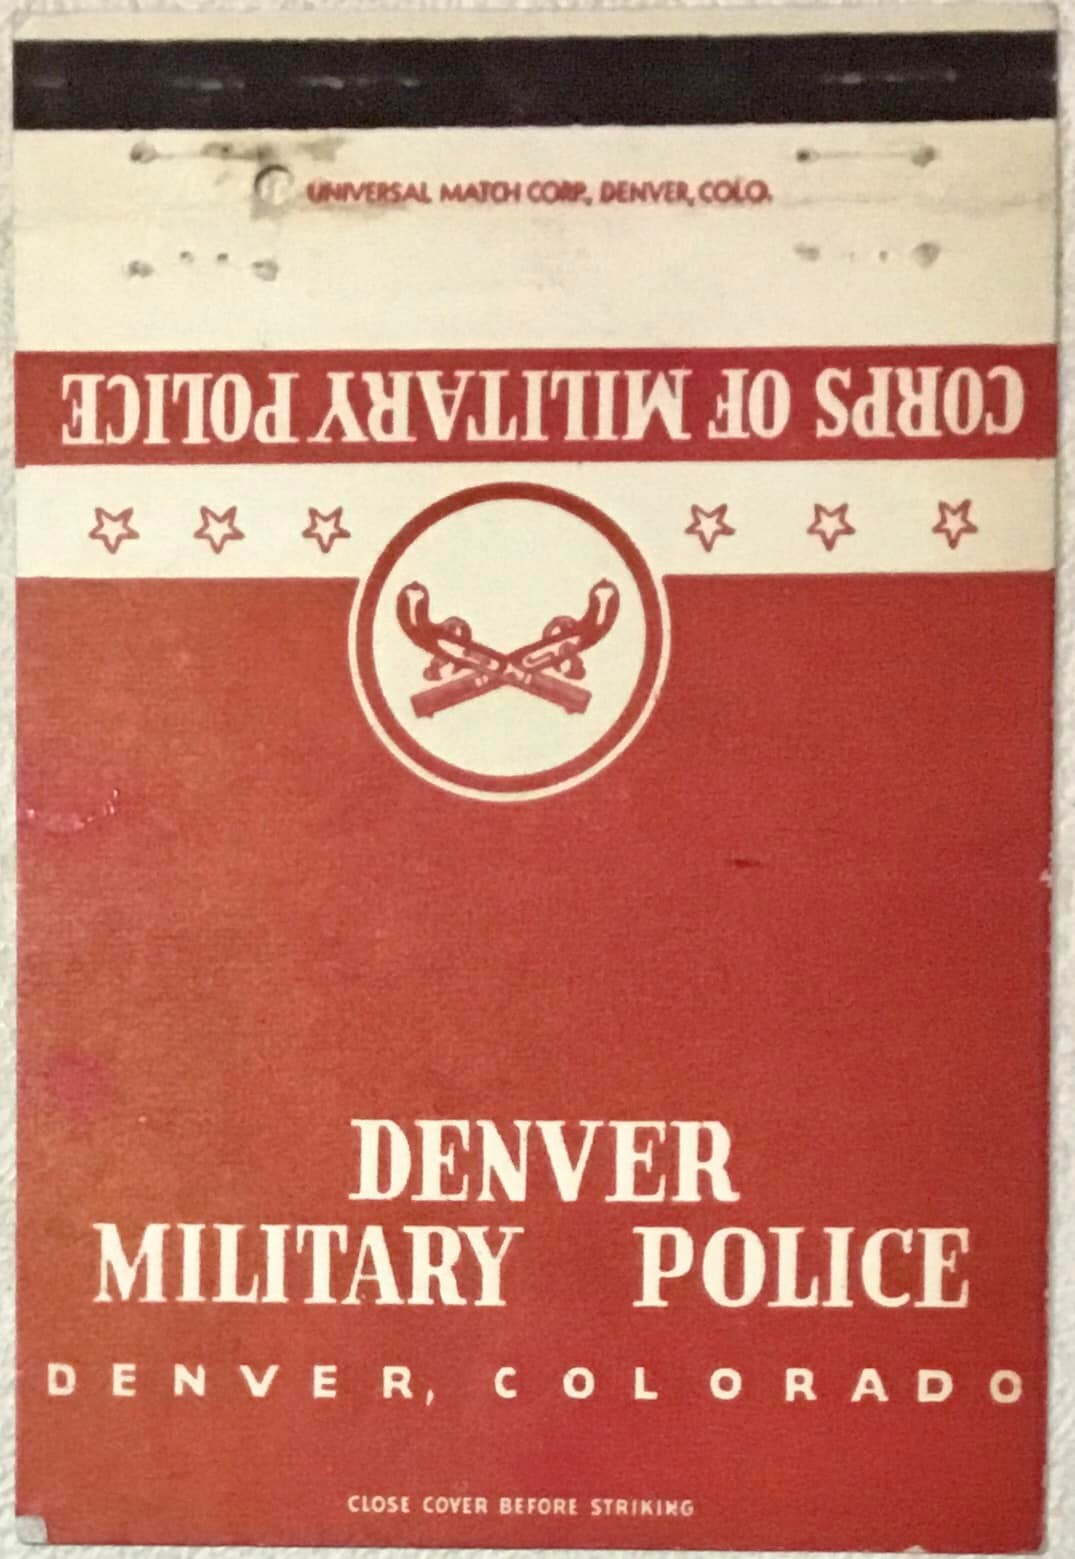 UNIVERSAL MATCH CORP., DENVER, COLO.
CORPS OF MILITARY POLICE
DENVER
MILITARY POLICE
DENVER, COLORADO
CLOSE COVER BEFORE STRIKING